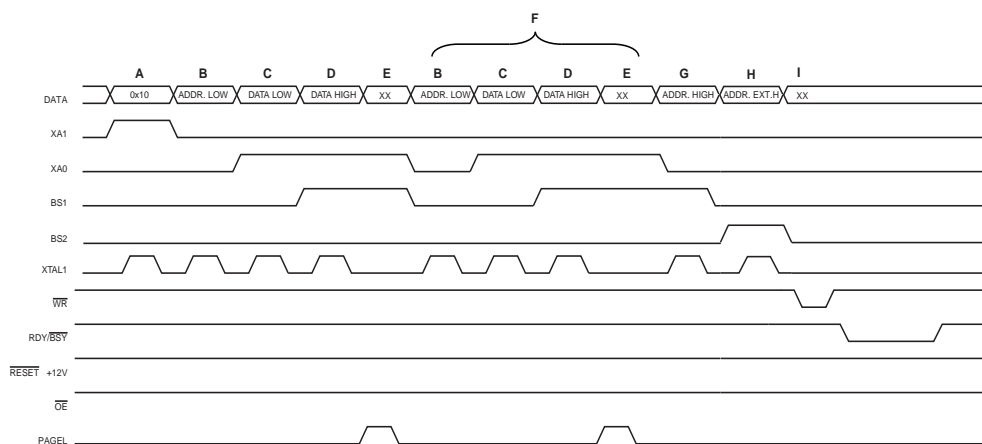 F
A B C D E B C D E G H I
DATA 0x10 ADDR. LOW DATA LOW DATA HIGH XX ADDR. LOW DATA LOW DATA HIGH XX ADDR. HIGH ADDR. EXT.H XX
XA1
XA0
BS1
BS2
XTAL1
WR
RDY/BSY
RESET +12V
OE
PAGEL